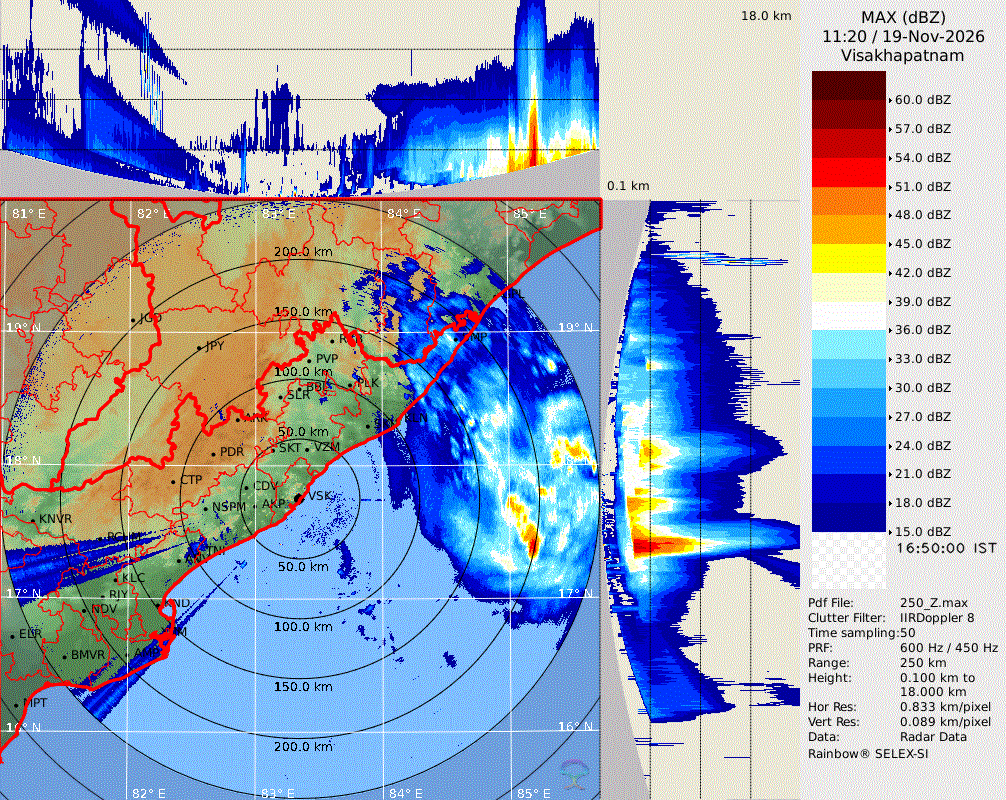 18.0 km
MAX (dBZ)
11:20 / 19-Nov-2026
Visakhapatnam
60.0 dBZ
57.0 dBZ
54.0 dBZ
51.0 dBZ
48.0 dBZ
45.0 dBZ
42.0 dBZ
39.0 dBZ
36.0 dBZ
33.0 dBZ
30.0 dBZ
27.0 dBZ
24.0 dBZ
21.0 dBZ
18.0 dBZ
15.0 dBZ
16:50:00 IST
0.1 km
81° E 82° E 83° E 84° E 85° E
200.0 km
150.0 km
JGD
19° N 19° N
JPY
PVP
100.0 km
BBL PLK
SLR
50.0 km
SKT VZM
PDR
18° N 18° N
CTP
CDV
VSK
NSPM AKP
KNVR
TNI
50.0 km
KLC
RJY
17° N 17° N
KND
NDV
100.0 km
ELR
BMVR
150.0 km
MPT
16° N 16° N
200.0 km
82° E 83° E 84° E 85° E
Pdf File: 250_Z.max
Clutter Filter: IIRDoppler 8
Time sampling:50
PRF: 600 Hz / 450 Hz
Range: 250 km
Height: 0.100 km to
18.000 km
Hor Res: 0.833 km/pixel
Vert Res: 0.089 km/pixel
Data: Radar Data
Rainbow® SELEX-SI